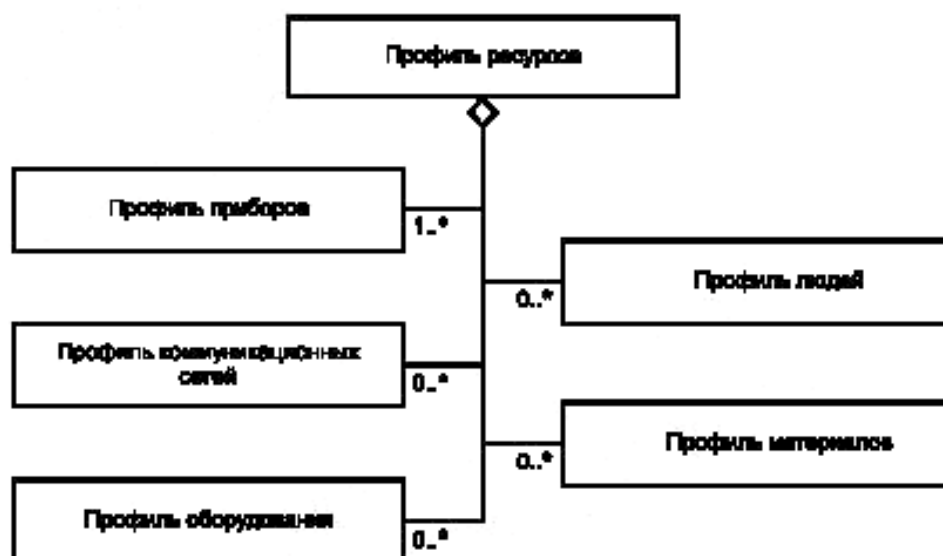 Профиль ресурсов
Профиль приборов
1..*
Профиль людей
0..*
Профиль коммуникационных
сетей
0..*
Профиль материалов
0..*
Профиль оборудования
0..*